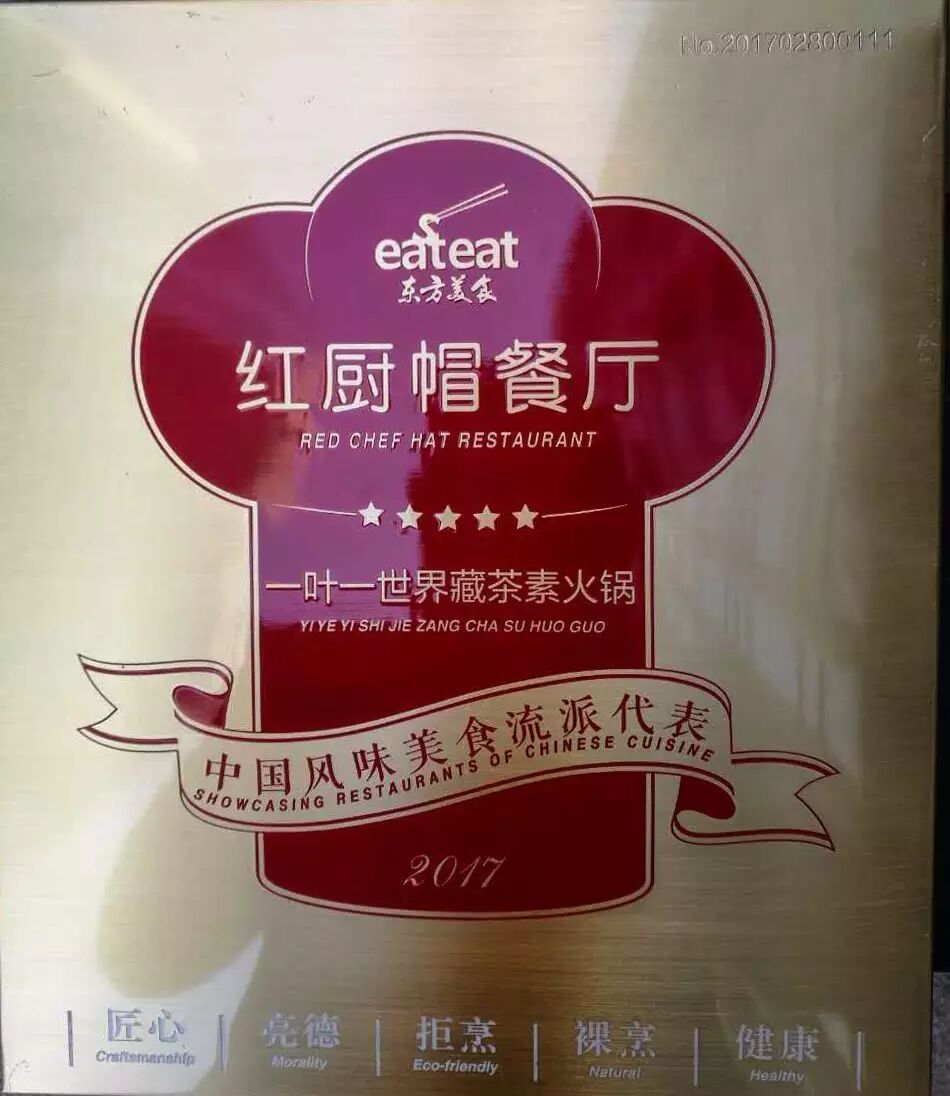 No.201702800111
eateat
东方美食
红厨帽餐厅
RED CHEF HAT RESTAURANT
一叶一世界藏茶素火锅
YI YE YI SHI JIE ZANG CHA SU HUO GUO
中国风味美食流派代表
SHOWCASING RESTAURANTS OF CHINESE CUISINE
2017
匠心 亮德 拒烹 裸烹 健康
Craftsmanship Morality Eco-friendly Natural Healthy